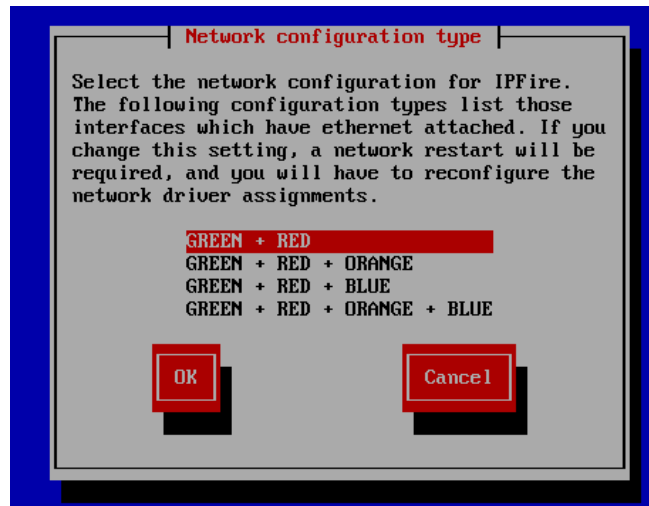 Network configuration type
Select the network configuration for IPFire.
The following configuration types list those
interfaces which have ethernet attached. If you
change this setting, a network restart will be
required, and you will have to reconfigure the
network driver assignments.
GREEN + RED
GREEN + RED + ORANGE
GREEN + RED + BLUE
GREEN + RED + ORANGE + BLUE
OK Cancel